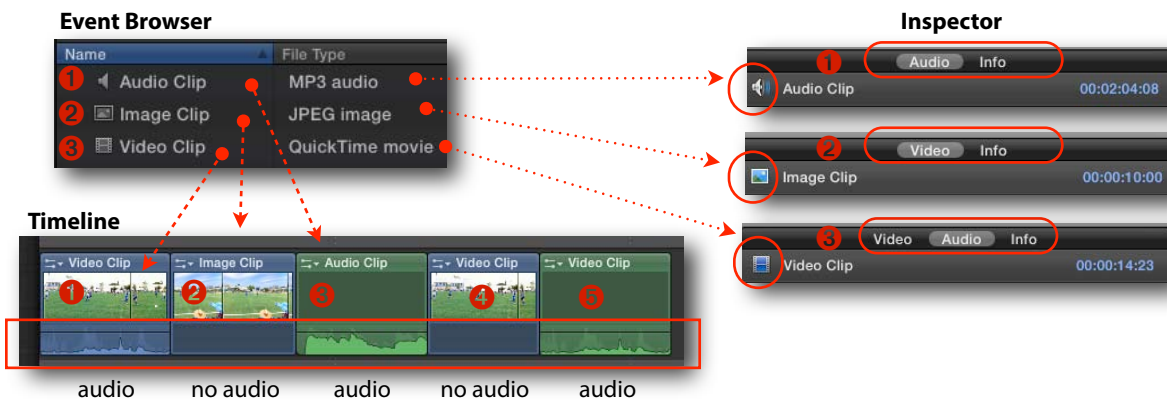 Event Browser
Name File Type
1 Audio Clip MP3 audio
2 Image Clip JPEG image
3 Video Clip QuickTime movie
Inspector
1 Audio Info
Audio Clip 00:02:04:08
2 Video Info
Image Clip 00:00:10:00
3 Video Audio Info
Video Clip 00:00:14:23
Timeline
Video Clip Image Clip Audio Clip Video Clip Video Clip
1 2 3 4 5
audio no audio audio no audio audio